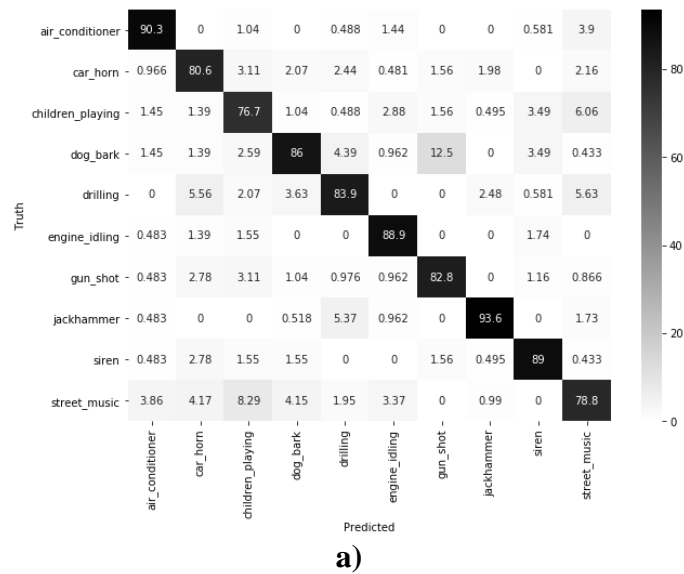 air_conditioner 90.3 0 1.04 0 0.488 1.44 0 0 0.581 3.9
car_horn 0.966 80.6 3.11 2.07 2.44 0.481 1.56 1.98 0 2.16
children_playing 1.45 1.39 76.7 1.04 0.488 2.88 1.56 0.495 3.49 6.06
dog_bark 1.45 1.39 2.59 86 4.39 0.962 12.5 0 3.49 0.433
drilling 0 5.56 2.07 3.63 83.9 0 0 2.48 0.581 5.63
engine_idling 0.483 1.39 1.55 0 0 88.9 0 0 1.74 0
gun_shot 0.483 2.78 3.11 1.04 0.976 0.962 82.8 0 1.16 0.866
jackhammer 0.483 0 0 0.518 5.37 0.962 0 93.6 0 1.73
siren 0.483 2.78 1.55 1.55 0 0 1.56 0.495 89 0.433
street_music 3.86 4.17 8.29 4.15 1.95 3.37 0 0.99 0 78.8
Truth
air_conditioner car_horn children_playing dog_bark drilling engine_idling gun_shot jackhammer siren street_music
Predicted
80
60
40
20
0
a)